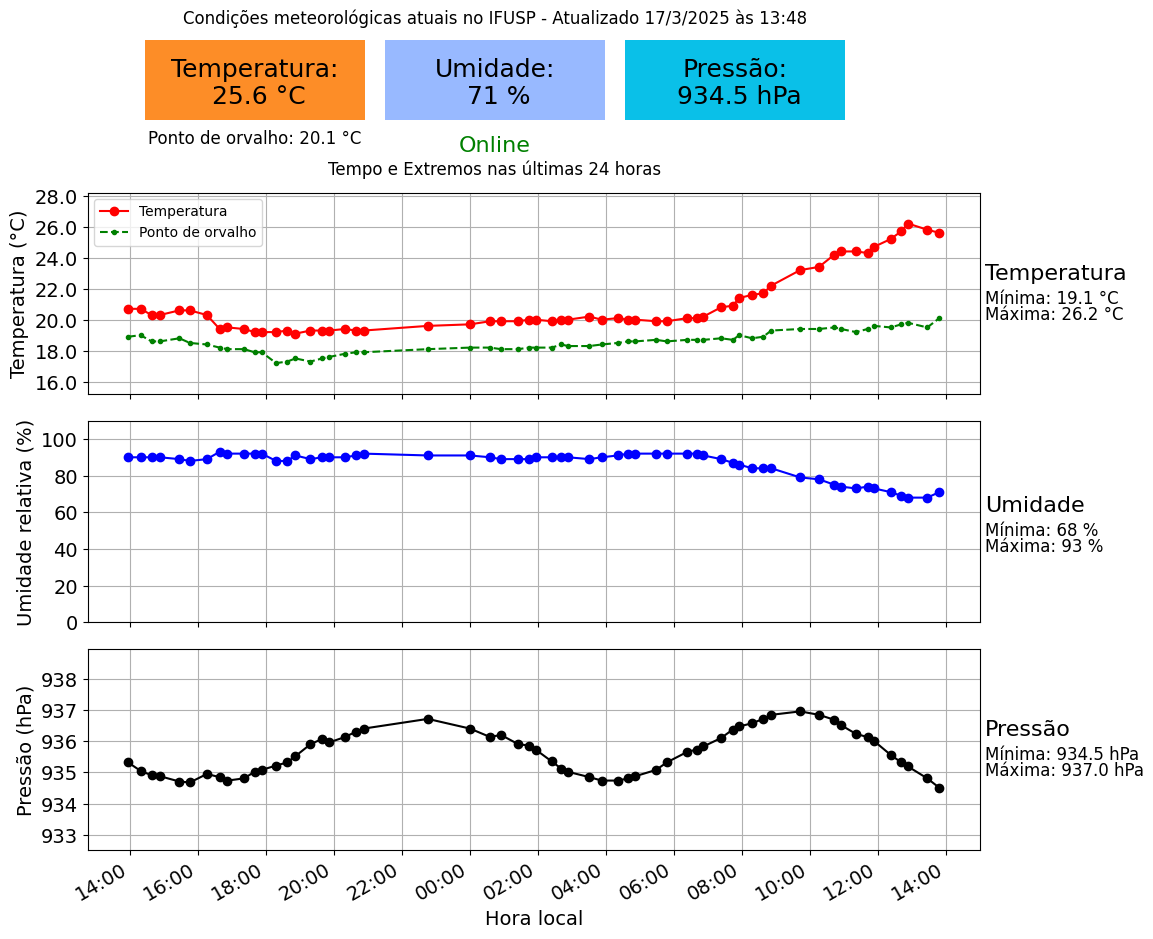 Condições meteorológicas atuais no IFUSP - Atualizado 17/3/2025 às 13:48
Temperatura:
25.6 °C
Umidade:
71 %
Pressão:
934.5 hPa
Ponto de orvalho: 20.1 °C
Online
Tempo e Extremos nas últimas 24 horas
Temperatura (°C)
28.0
26.0
24.0
22.0
20.0
18.0
16.0
Temperatura
Ponto de orvalho
Temperatura
Mínima: 19.1 °C
Máxima: 26.2 °C
Umidade relativa (%)
100
80
60
40
20
0
Umidade
Mínima: 68 %
Máxima: 93 %
Pressão (hPa)
938
937
936
935
934
933
Pressão
Mínima: 934.5 hPa
Máxima: 937.0 hPa
14:00 16:00 18:00 20:00 22:00 00:00 02:00 04:00 06:00 08:00 10:00 12:00 14:00
Hora local